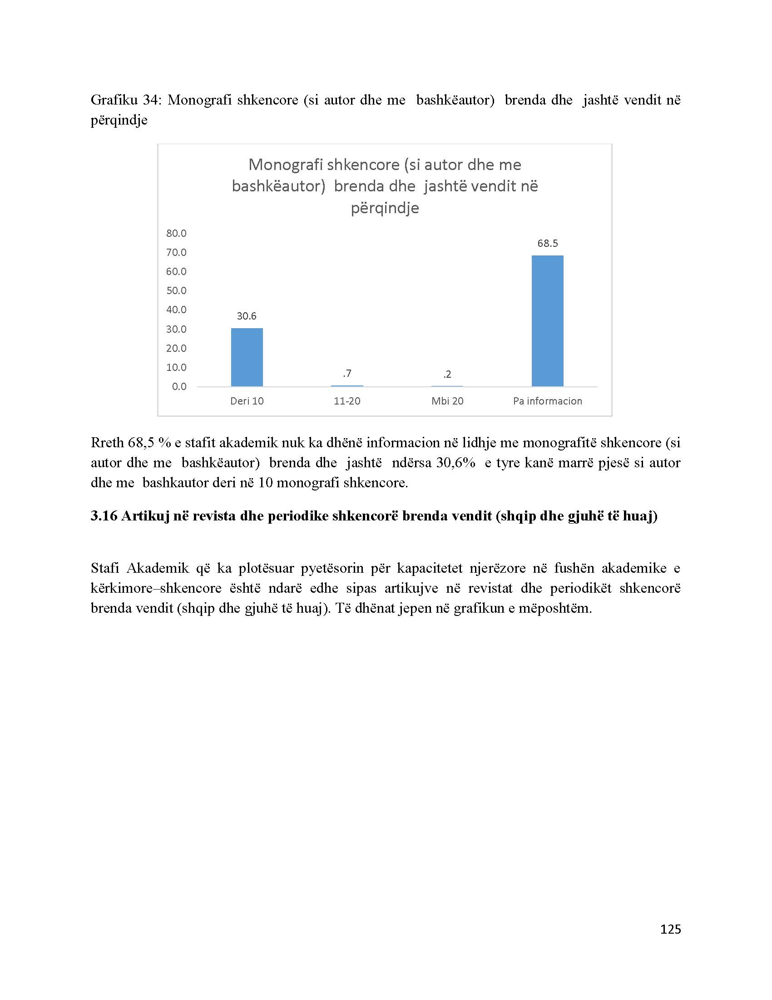 Grafiku 34: Monografi shkencore (si autor dhe me bashkëautor) brenda dhe jashtë vendit në
përqindje
Monografi shkencore (si autor dhe me
bashkëautor) brenda dhe jashtë vendit në
përqindje
80.0
70.0
60.0
50.0
40.0
30.0
20.0
10.0
0.0
30.6
.7
.2
68.5
Deri 10
11-20
Mbi 20
Pa informacion
Rreth 68,5 % e stafit akademik nuk ka dhënë informacion në lidhje me monografitë shkencore (si
autor dhe me bashkëautor) brenda dhe jashtë ndërsa 30,6% e tyre kanë marrë pjesë si autor
dhe me bashkautor deri në 10 monografi shkencore.
3.16 Artikuj në revista dhe periodike shkencorë brenda vendit (shqip dhe gjuhë të huaj)
Stafi Akademik që ka plotësuar pyetësorin për kapacitetet njerëzore në fushën akademike e
kërkimore–shkencore është ndarë edhe sipas artikujve në revistat dhe periodikët shkencorë
brenda vendit (shqip dhe gjuhë të huaj). Të dhënat jepen në grafikun e mëposhtëm.
125